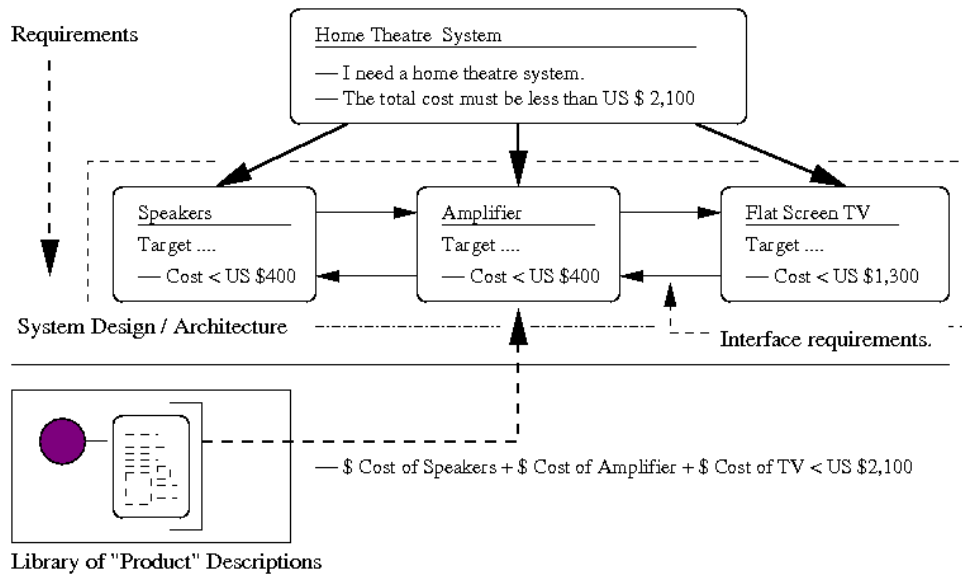 Requirements
Home Theatre System
— I need a home theatre system.
— The total cost must be less than US $ 2,100
Speakers
Target ....
— Cost < US $400
Amplifier
Target ....
— Cost < US $400
Flat Screen TV
Target ....
— Cost < US $1,300
System Design / Architecture
Interface requirements.
— $ Cost of Speakers + $ Cost of Amplifier + $ Cost of TV < US $2,100
Library of "Product" Descriptions